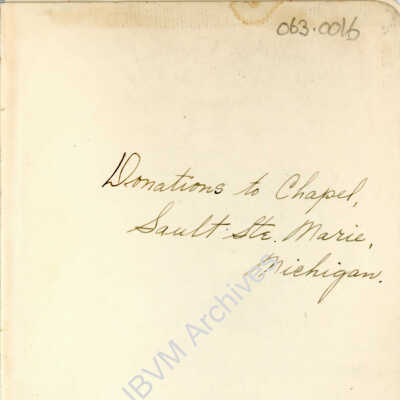 063.0016
Donations to Chapel,
Sault Ste. Marie,
Michigan.
IBVM Archives